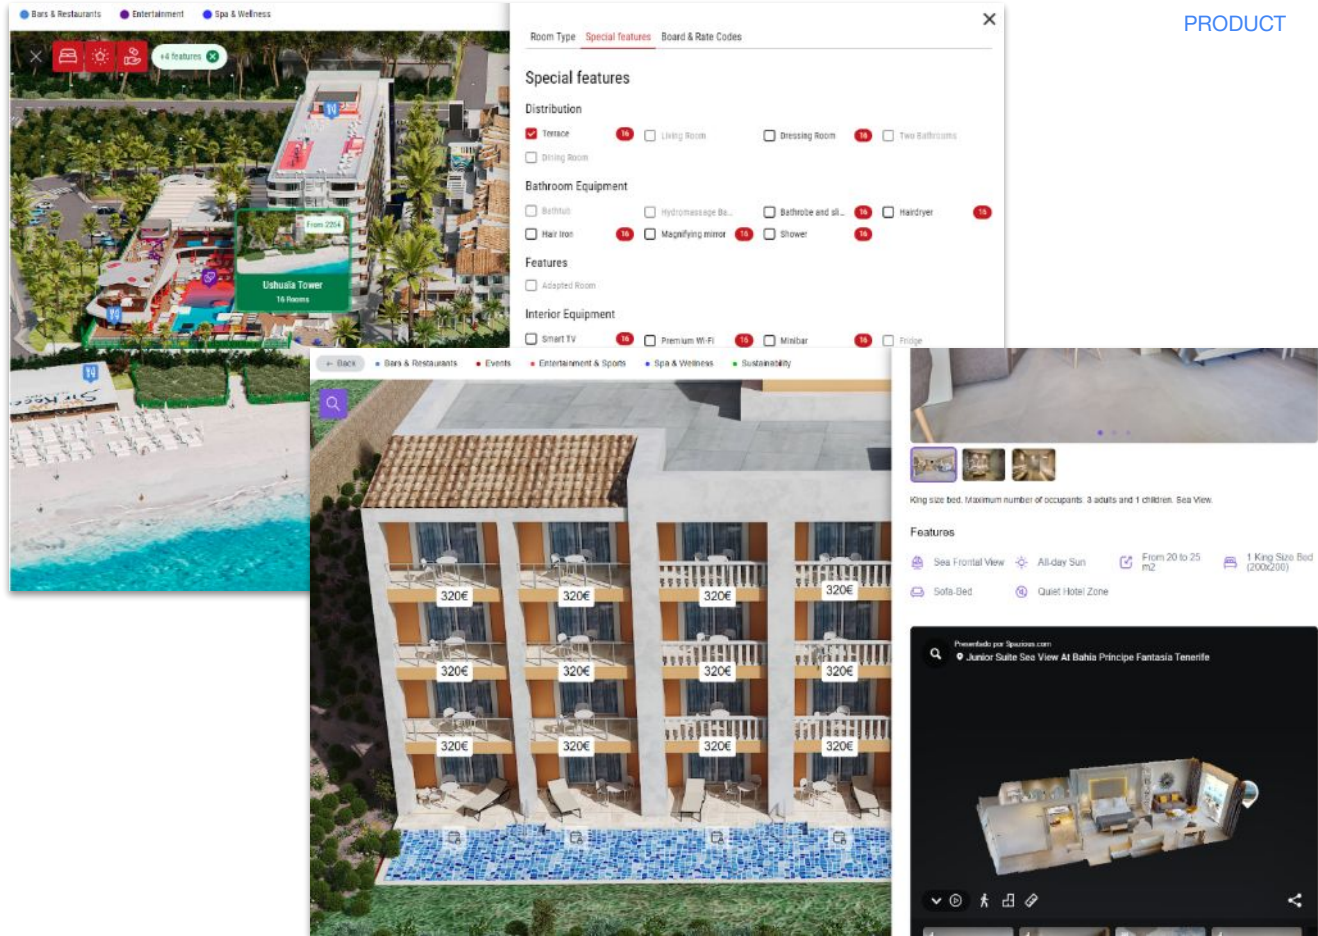 PRODUCT
Bars & Restaurants Entertainment Spa & Wellness
+4 features
From 225€
Ushuaïa Tower
16 Rooms
Room Type Special features Board & Rate Codes
Special features
Distribution
Terrace 16 Living Room Dressing Room 16 Two Bathrooms
Dining Room
Bathroom Equipment
Bathtub Hydromassage Ba... Bathrobe and sli... 16 Hairdryer 16
Hair Iron 16 Magnifying mirror 16 Shower 16
Features
Adapted Room
Interior Equipment
Smart TV 16 Premium Wi-Fi 16 Minibar 16 Fridge
← Back Bars & Restaurants Events Entertainment & Sports Spa & Wellness Sustainability
320€ 320€ 320€ 320€
320€ 320€ 320€ 320€
320€ 320€ 320€ 320€
King size bed. Maximum number of occupants. 3 adults and 1 children. Sea View.
Features
Sea Frontal View All-day Sun From 20 to 25 m2 1 King Size Bed (200x200)
Sofa-Bed Quiet Hotel Zone
Presentado por Spazious.com
Junior Suite Sea View At Bahia Principe Fantasia Tenerife